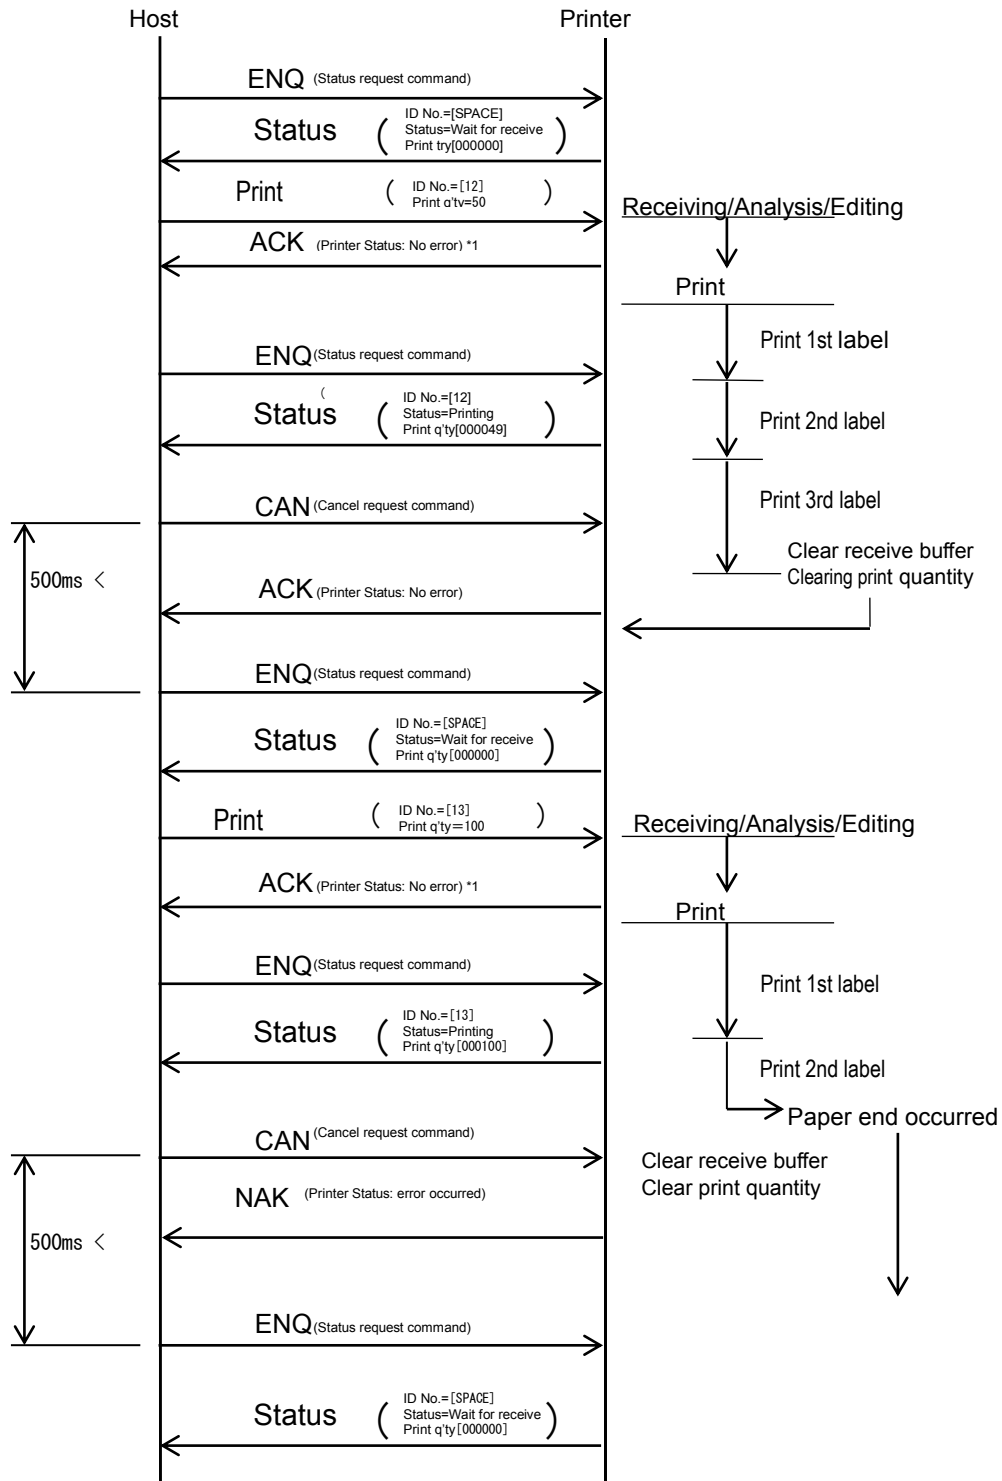 Host
Printer
ENQ (Status request command)
Status
( ID No.=[SPACE]
Status=Wait for receive
Print try[000000] )
Print
( ID No.=[12]
Print q'ty=50 )
Receiving/Analysis/Editing
ACK (Printer Status: No error) *1
Print
Print 1st label
ENQ (Status request command)
(
Status
( ID No.=[12]
Status=Printing
Print q'ty[000049] )
Print 2nd label
CAN (Cancel request command)
Print 3rd label
Clear receive buffer
Clearing print quantity
500ms <
ACK (Printer Status: No error)
ENQ (Status request command)
Status
( ID No.=[SPACE]
Status=Wait for receive
Print q'ty[000000] )
Print
( ID No.=[13]
Print q'ty=100 )
Receiving/Analysis/Editing
ACK (Printer Status: No error) *1
Print
ENQ (Status request command)
Print 1st label
Status
( ID No.=[13]
Status=Printing
Print q'ty[000100] )
Print 2nd label
Paper end occurred
CAN (Cancel request command)
Clear receive buffer
Clear print quantity
NAK (Printer Status: error occurred)
500ms <
ENQ (Status request command)
Status
( ID No.=[SPACE]
Status=Wait for receive
Print q'ty[000000] )